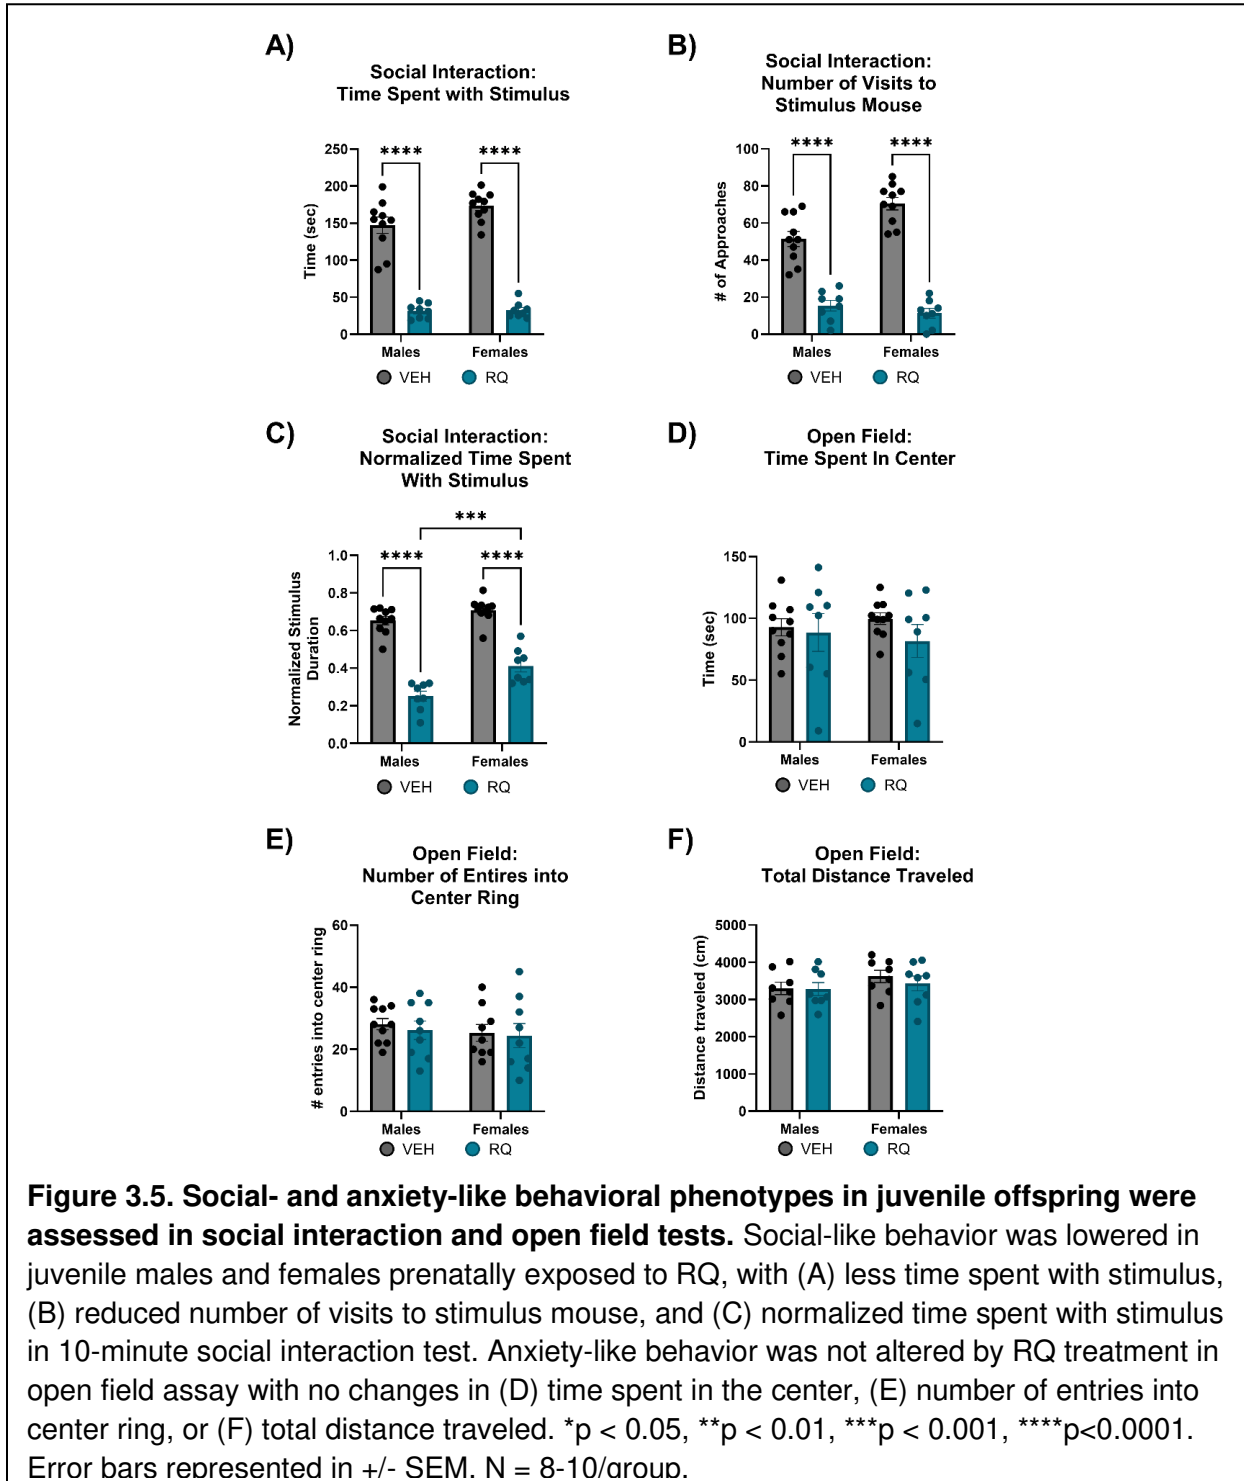 A)
Social Interaction:
Time Spent with Stimulus
250
200
150
100
50
0
Time (sec)
****
****
Males
Females
VEH
RQ
B)
Social Interaction:
Number of Visits to
Stimulus Mouse
100
80
60
40
20
0
# of Approaches
****
****
Males
Females
VEH
RQ
C)
Social Interaction:
Normalized Time Spent
With Stimulus
***
****
****
1.0
0.8
0.6
0.4
0.2
0.0
Normalized Stimulus
Duration
Males
Females
VEH
RQ
D)
Open Field:
Time Spent In Center
150
100
50
0
Time (sec)
Males
Females
VEH
RQ
E)
Open Field:
Number of Entires into
Center Ring
60
40
20
0
# entries into center ring
Males
Females
VEH
RQ
F)
Open Field:
Total Distance Traveled
5000
4000
3000
2000
1000
0
Distance traveled (cm)
Males
Females
VEH
RQ
Figure 3.5. Social- and anxiety-like behavioral phenotypes in juvenile offspring were
assessed in social interaction and open field tests. Social-like behavior was lowered in
juvenile males and females prenatally exposed to RQ, with (A) less time spent with stimulus,
(B) reduced number of visits to stimulus mouse, and (C) normalized time spent with stimulus
in 10-minute social interaction test. Anxiety-like behavior was not altered by RQ treatment in
open field assay with no changes in (D) time spent in the center, (E) number of entries into
center ring, or (F) total distance traveled. *p < 0.05, **p < 0.01, ***p < 0.001, ****p<0.0001.
Error bars represented in +/- SEM. N = 8-10/group.